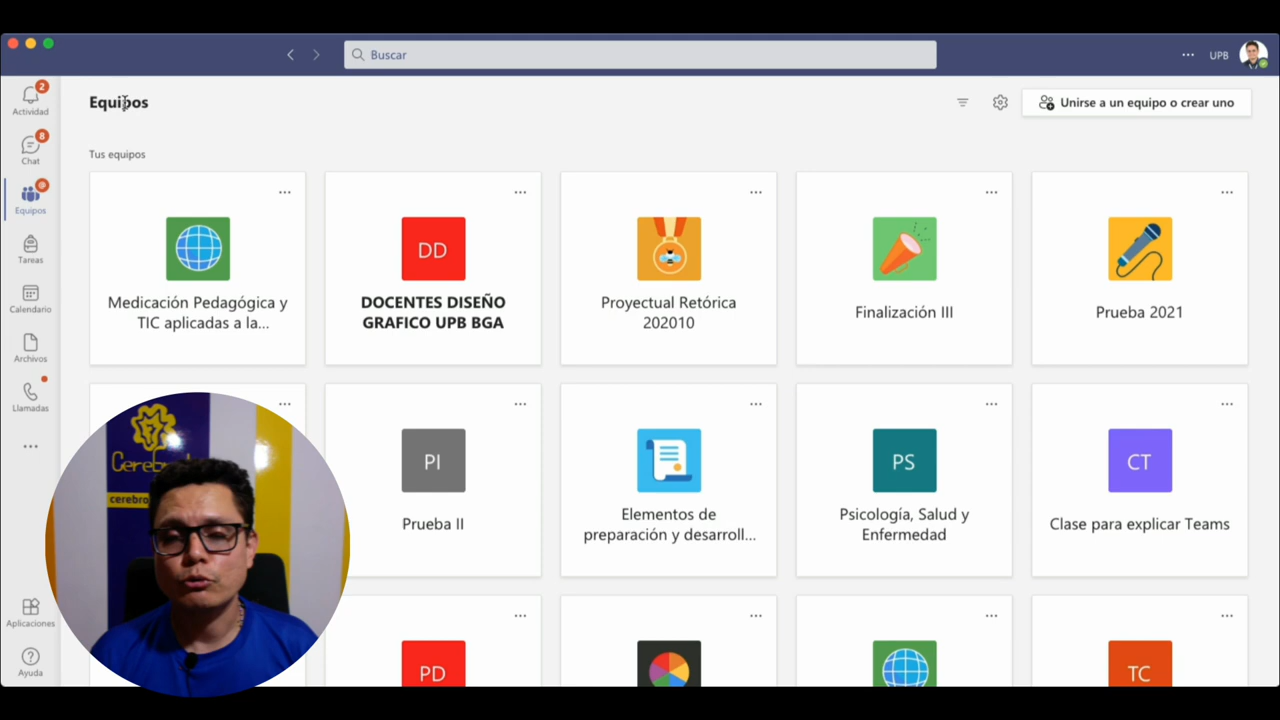 Buscar
UPB
2
Actividad
8
Chat
@
Equipos
Tareas
Calendario
Archivos
Llamadas
Aplicaciones
Ayuda
Equipos
Unirse a un equipo o crear uno
Tus equipos
Medicación Pedagógica y
TIC aplicadas a la...
DD
DOCENTES DISEÑO
GRAFICO UPB BGA
Proyectual Retórica
202010
Finalización III
Prueba 2021
PI
Prueba II
Elementos de
preparación y desarroll...
PS
Psicología, Salud y
Enfermedad
CT
Clase para explicar Teams
PD
TC